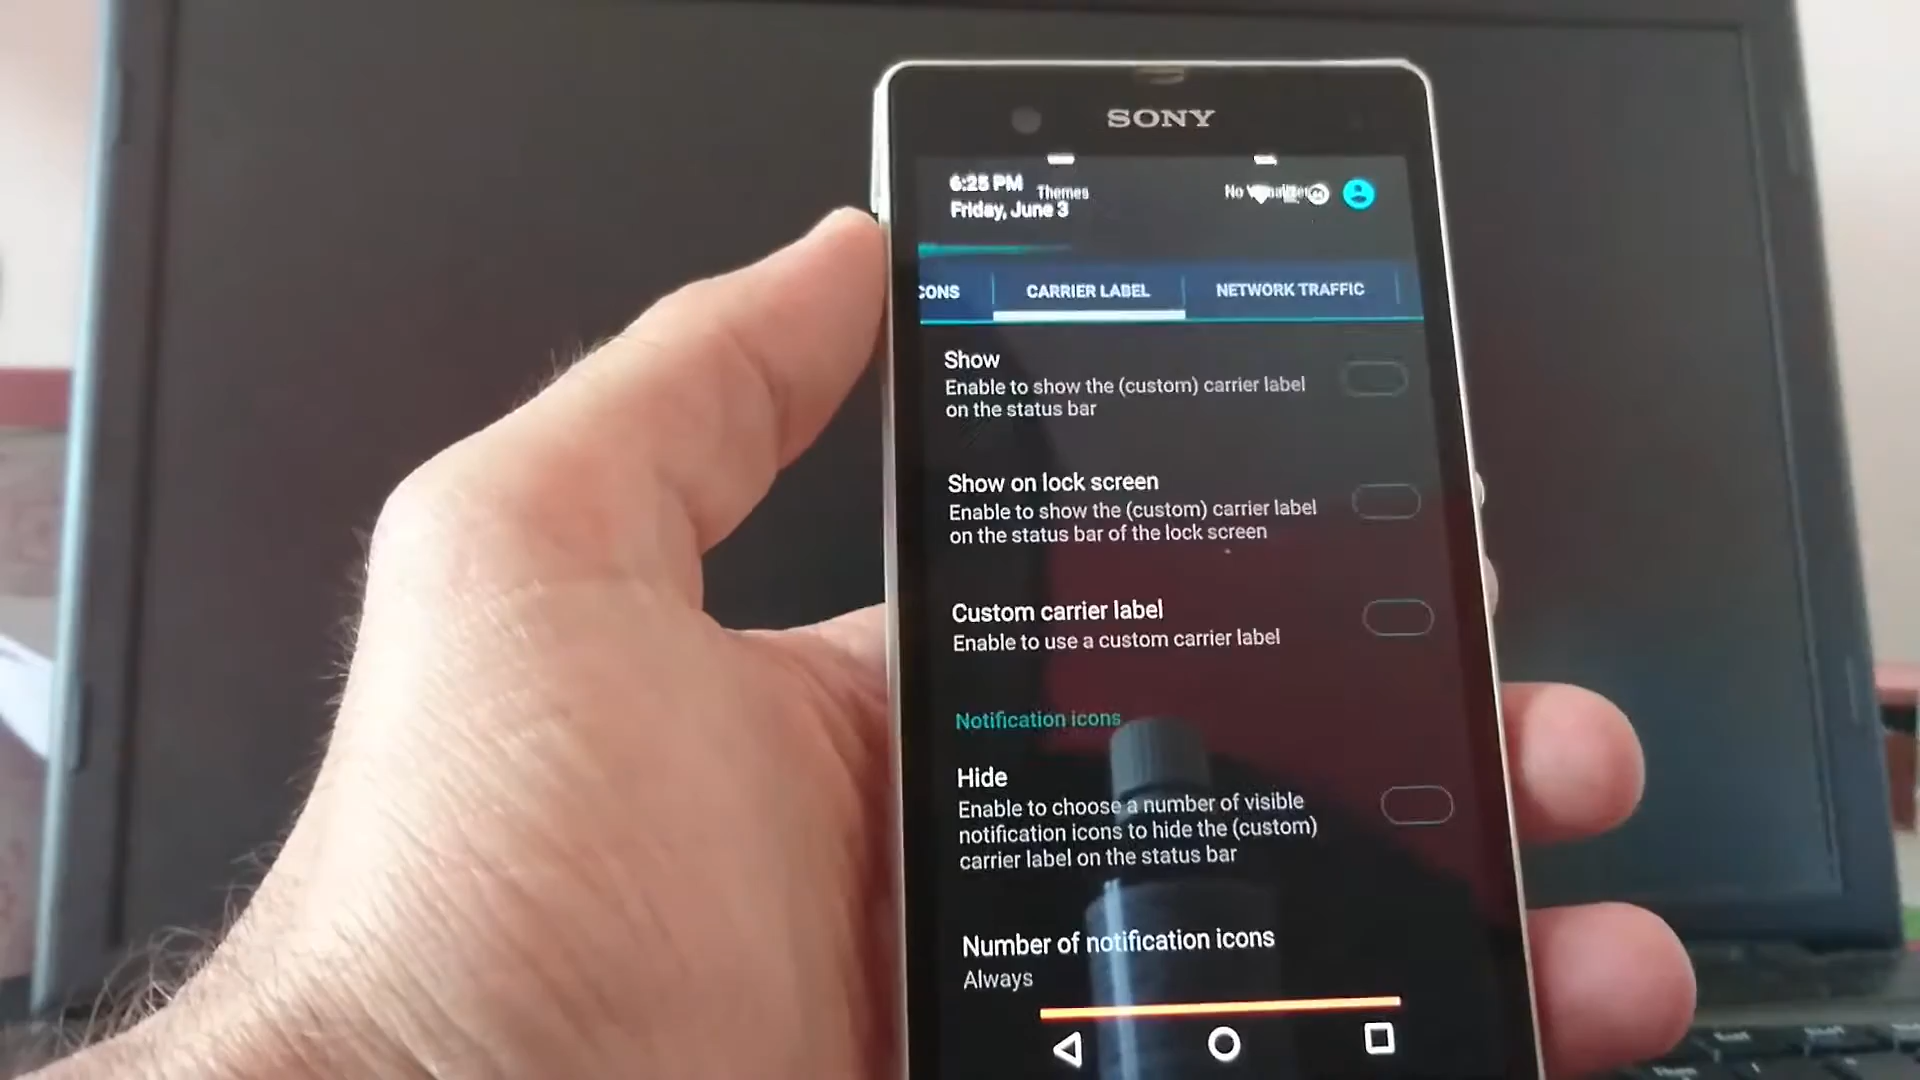 SONY
6:25 PM
Themes
No
Friday, June 3
CONS
CARRIER LABEL
NETWORK TRAFFIC
Show
Enable to show the (custom) carrier label
on the status bar
Show on lock screen
Enable to show the (custom) carrier label
on the status bar of the lock screen
Custom carrier label
Enable to use a custom carrier label
Notification icons
Hide
Enable to choose a number of visible
notification icons to hide the (custom)
carrier label on the status bar
Number of notification icons
Always